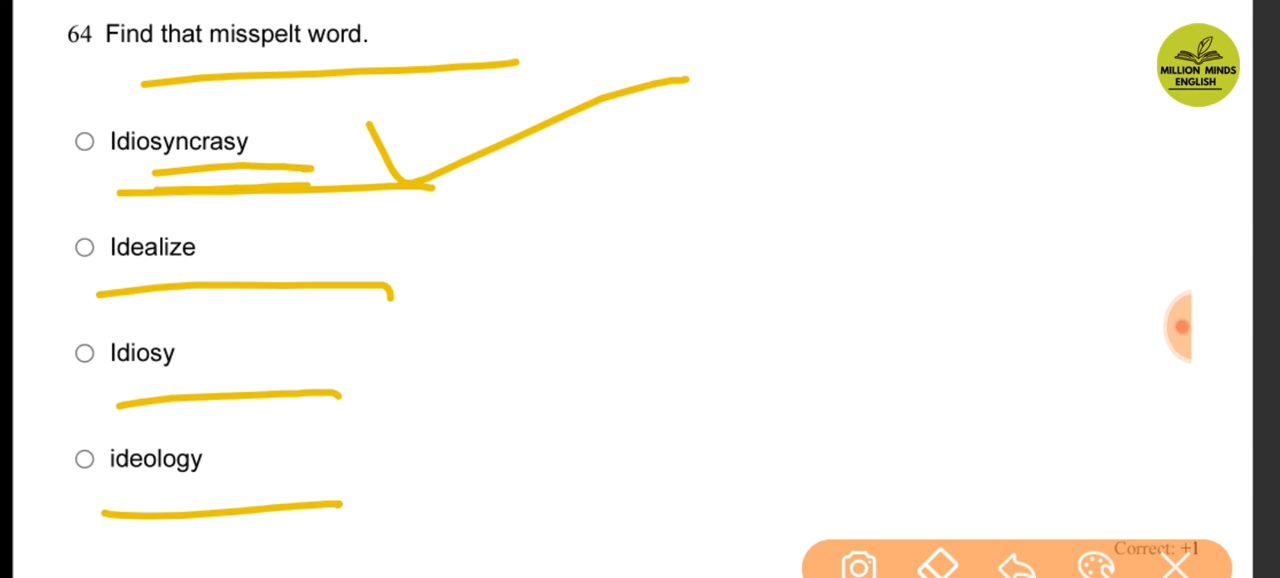 64 Find that misspelt word.
MILLION MINDS
ENGLISH
Idiosyncrasy
Idealize
Idiosy
ideology
Correct: +1